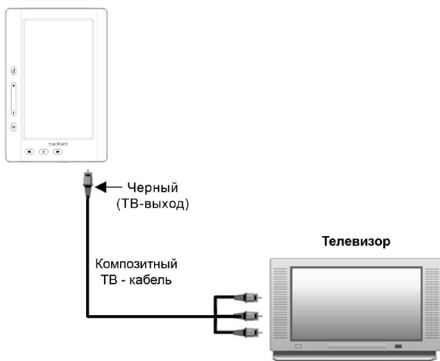 Черный
(ТВ-выход)
Телевизор
Композитный
ТВ - кабель